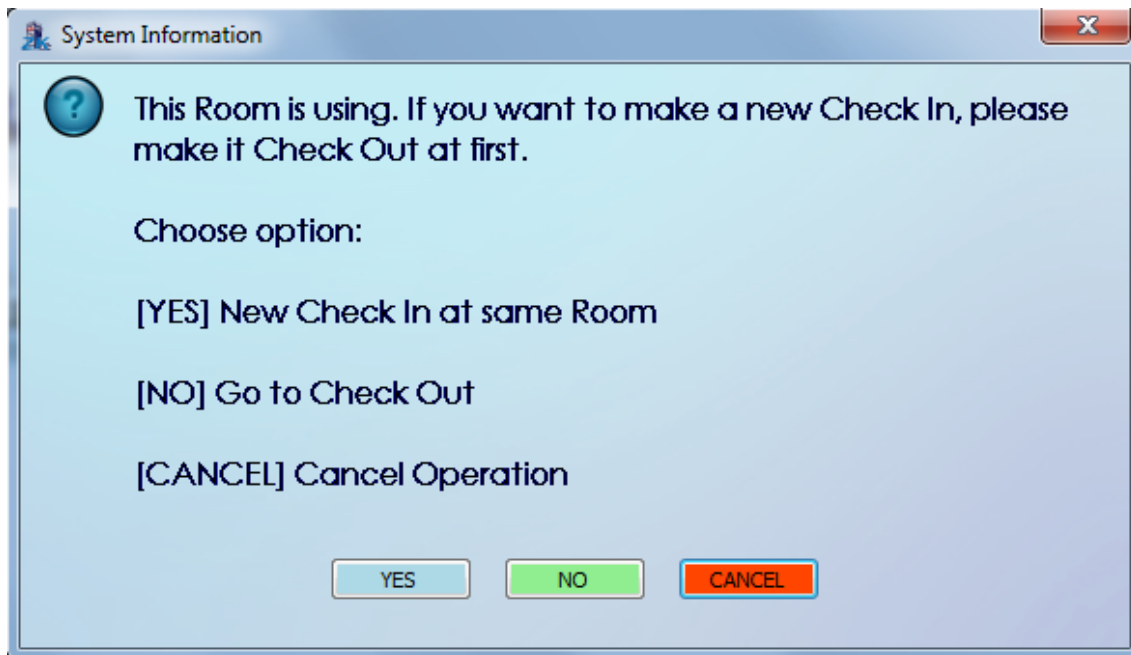 System Information
This Room is using. If you want to make a new Check In, please
make it Check Out at first.
Choose option:
[YES] New Check In at same Room
[NO] Go to Check Out
[CANCEL] Cancel Operation
YES NO CANCEL